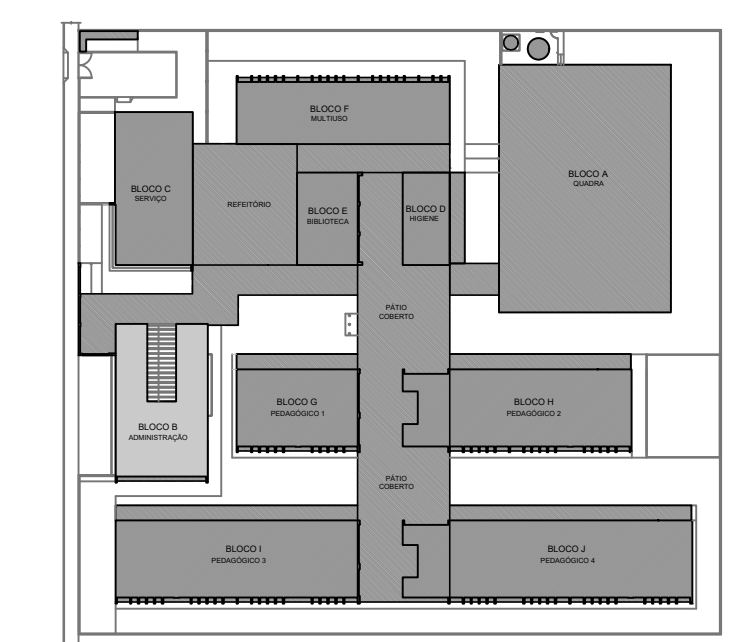 BLOCO F
MULTIUSO
BLOCO A
QUADRA
BLOCO C
SERVIÇO
REFEITÓRIO
BLOCO E
BIBLIOTECA
BLOCO D
HIGIENE
PÁTIO
COBERTO
BLOCO G
PEDAGÓGICO 1
BLOCO H
PEDAGÓGICO 2
BLOCO B
ADMINISTRAÇÃO
PÁTIO
COBERTO
BLOCO I
PEDAGÓGICO 3
BLOCO J
PEDAGÓGICO 4